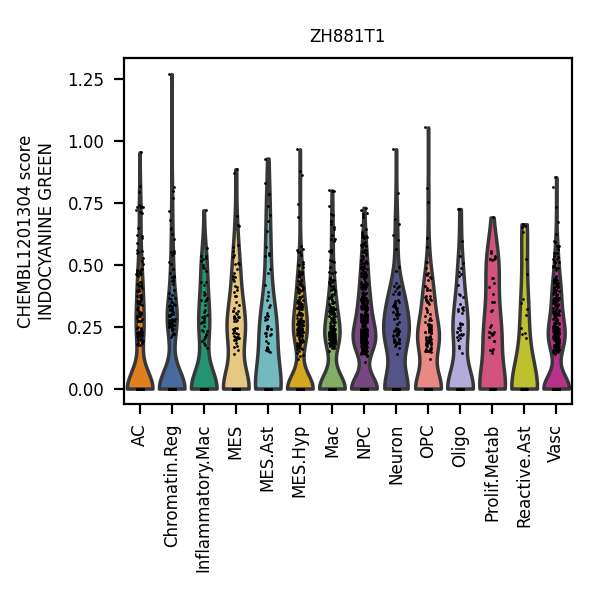 ZH881T1
CHEMBL1201304 score
INDOCYANINE GREEN
1.25
1.00
0.75
0.50
0.25
0.00
AC
Chromatin.Reg
Inflammatory.Mac
MES
MES.Ast
MES.Hyp
Mac
NPC
Neuron
OPC
Oligo
Prolif.Metab
Reactive.Ast
Vasc